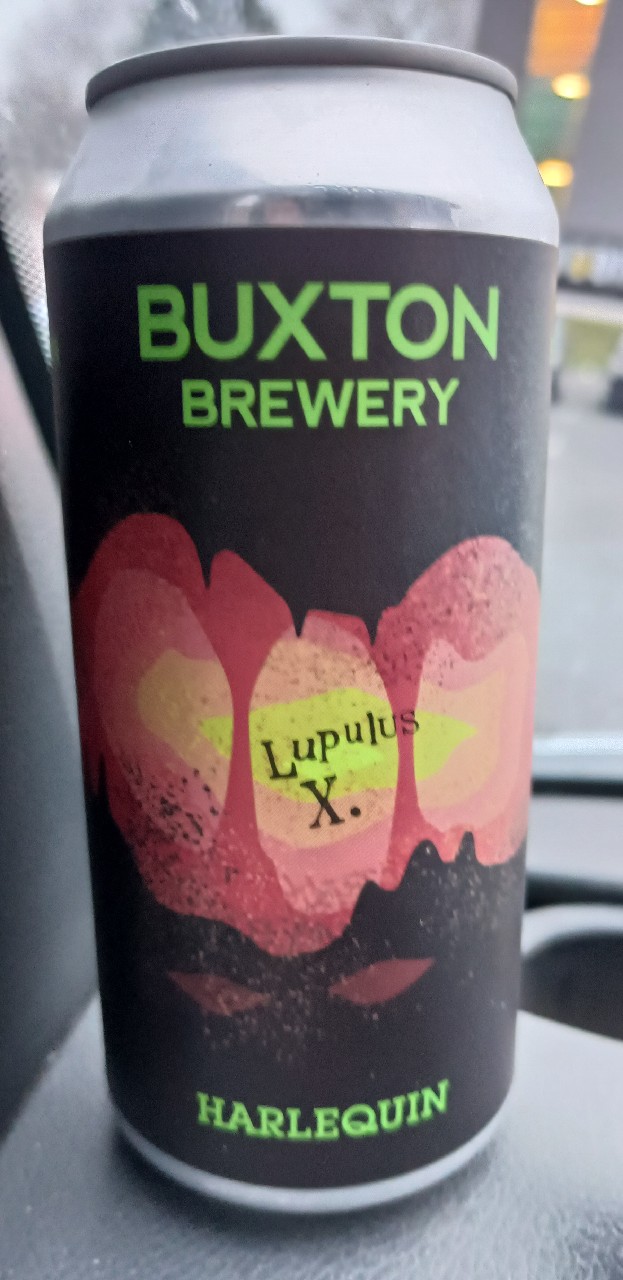 BUXTON
BREWERY
Lupulus
X.
HARLEQUIN